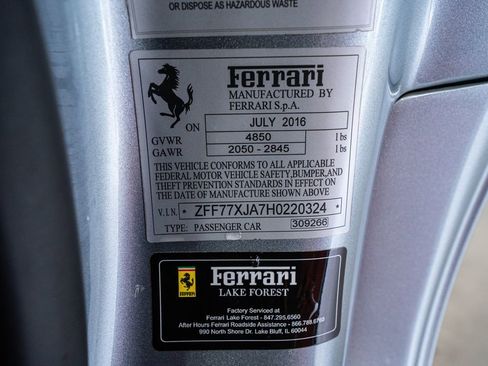 OR DISPOSE AS HAZARDOUS WASTE
Ferrari
MANUFACTURED BY
FERRARI S.p.A.
ON JULY 2016
GVWR 4850 lbs
GAWR 2050 - 2845 lbs
THIS VEHICLE CONFORMS TO ALL APPLICABLE
FEDERAL MOTOR VEHICLE SAFETY, BUMPER, AND
THEFT PREVENTION STANDARDS IN EFFECT ON
THE DATE OF MANUFACTURE SHOWN ABOVE
V.I.N. * ZFF77XJA7H0220324 *
TYPE: PASSENGER CAR 309266
Ferrari
LAKE FOREST
Factory Serviced at
Ferrari Lake Forest - 847.295.6560
After Hours Ferrari Roadside Assistance - 866.788.6765
990 North Shore Dr. Lake Bluff, IL 60044